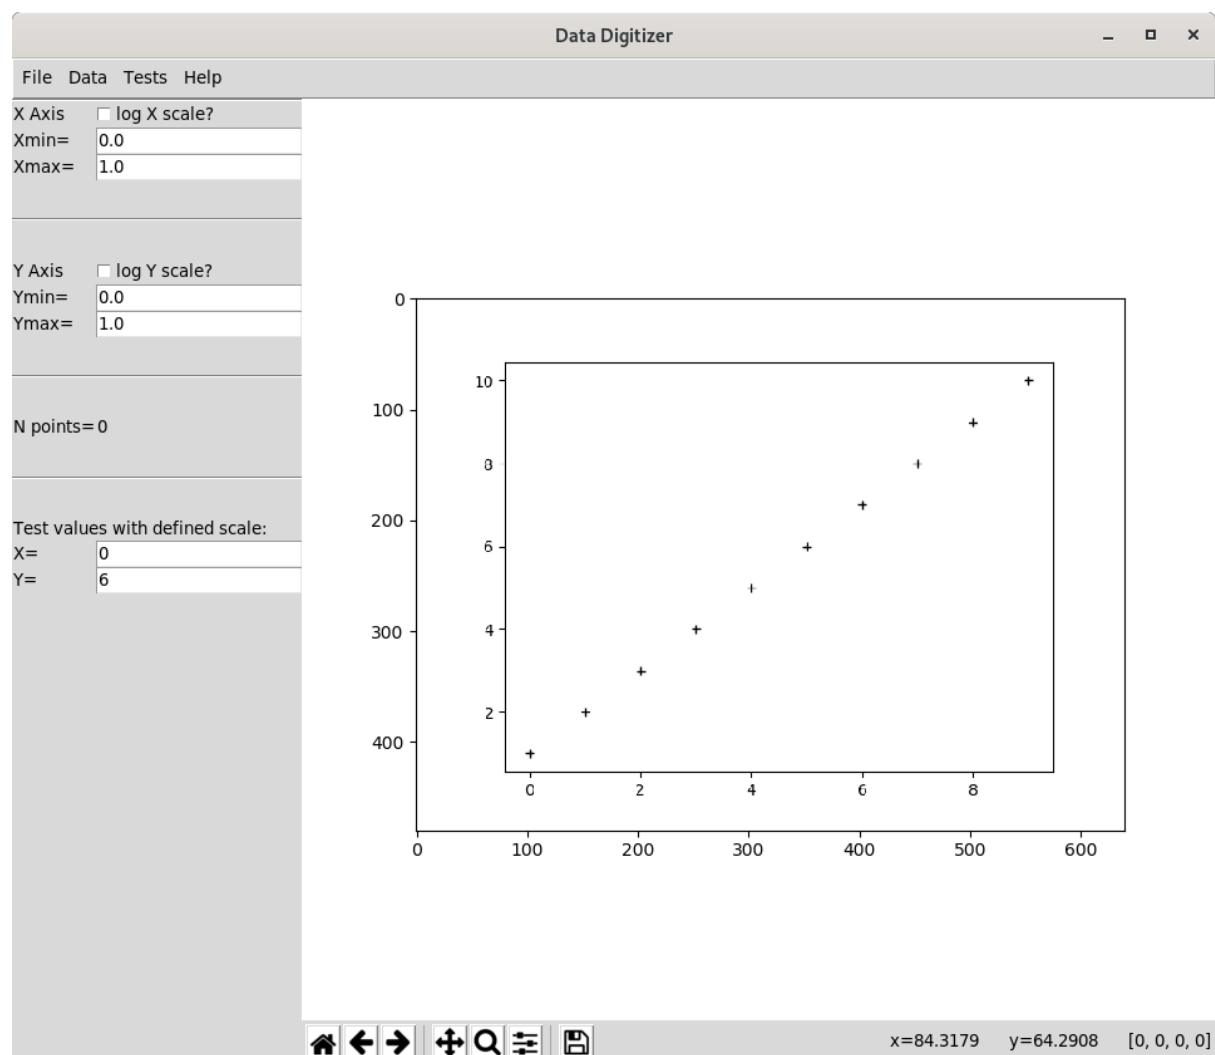 Data Digitizer
File Data Tests Help
X Axis log X scale?
Xmin= 0.0
Xmax= 1.0
Y Axis log Y scale?
Ymin= 0.0
Ymax= 1.0
N points= 0
Test values with defined scale:
X= 0
Y= 6
0
100
200
300
400
10
8
6
4
2
0 2 4 6 8
0 100 200 300 400 500 600
x=84.3179 y=64.2908 [0, 0, 0, 0]